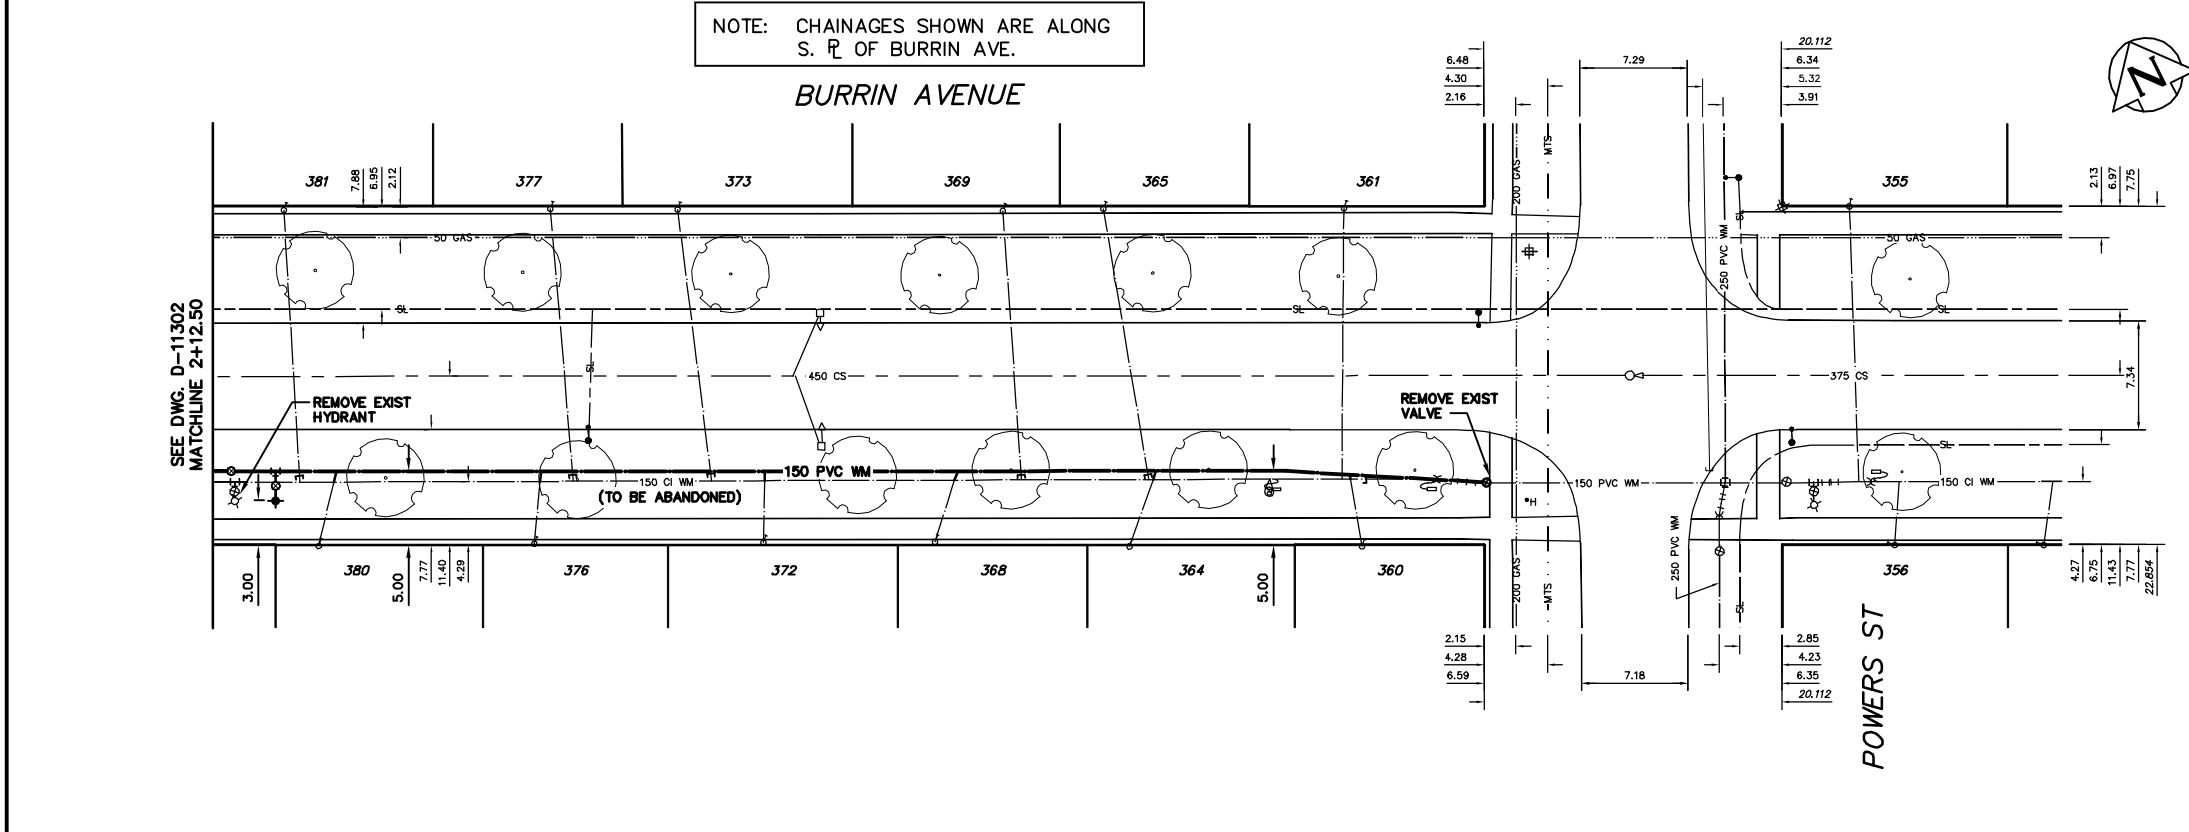 NOTE: CHAINAGES SHOWN ARE ALONG
S. PL OF BURRIN AVE.
BURRIN AVENUE
N
6.48
4.30
2.16
7.29
20.112
6.34
5.32
3.91
381
7.88
6.95
2.12
377
373
369
365
361
355
2.13
6.97
7.75
200 GAS
MTS
250 PVC WM
SL
50 GAS
50 GAS
SL
SL
SL
SEE DWG. D-11302
MATCHLINE 2+12.50
SL
450 CS
375 CS
7.34
REMOVE EXIST
HYDRANT
REMOVE EXIST
VALVE
SL
150 PVC WM
150 CI WM
(TO BE ABANDONED)
150 PVC WM
150 CI WM
H
250 PVC WM
200 GAS
MTS
SL
3.00
380
5.00
7.77
11.40
4.29
376
372
368
364
5.00
360
356
4.27
6.75
11.43
7.77
22.854
2.15
4.28
6.59
7.18
2.85
4.23
6.35
20.112
POWERS ST